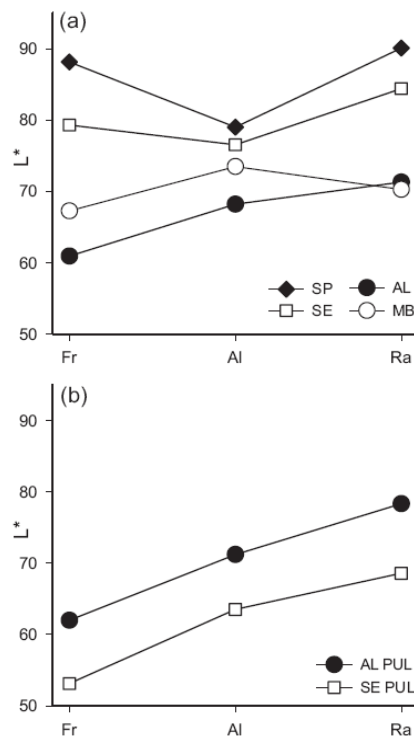 (a)
90
80
70
60
50
L*
SP AL
SE MB
Fr Al Ra
(b)
90
80
70
60
50
L*
AL PUL
SE PUL
Fr Al Ra